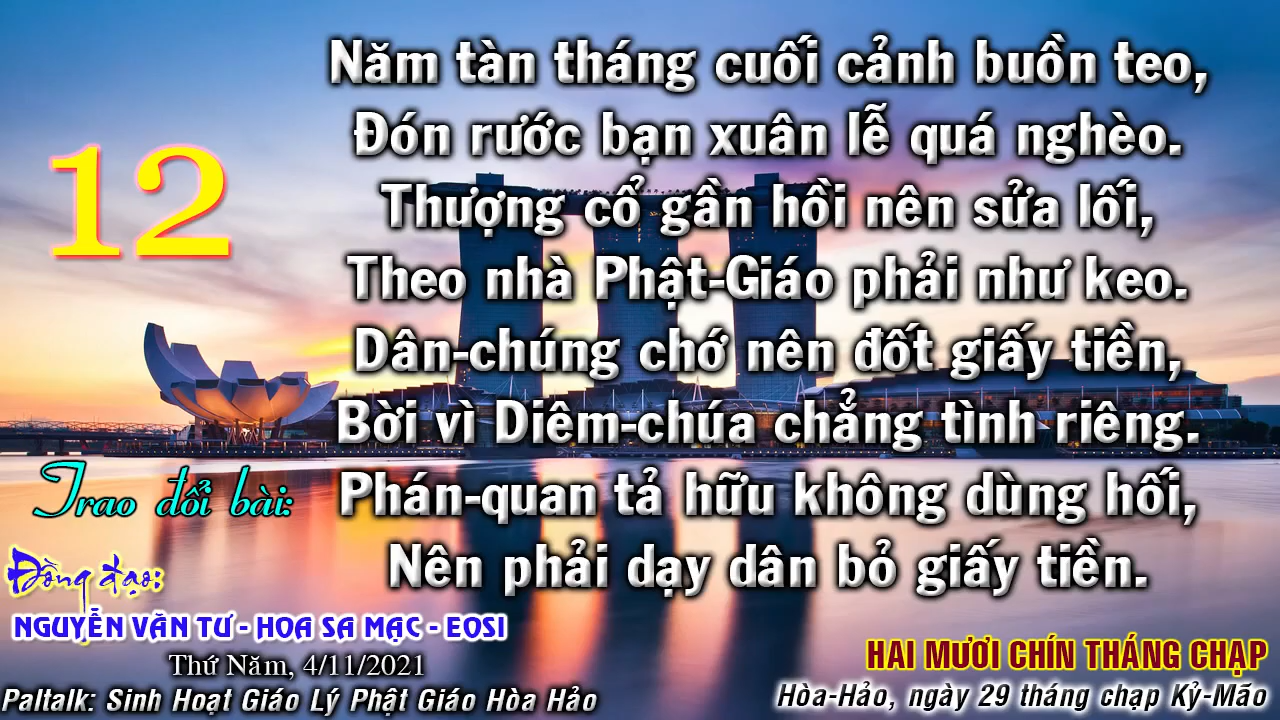 12
Năm tàn tháng cuối cảnh buồn teo,
Đón rước bạn xuân lễ quá nghèo.
Thượng cổ gần hồi nên sửa lối,
Theo nhà Phật-Giáo phải như keo.
Dân-chúng chớ nên đốt giấy tiền,
Bời vì Diêm-chúa chẳng tình riêng.
Phán-quan tả hữu không dùng hối,
Nên phải dạy dân bỏ giấy tiền.
Trao đổi bài:
Đồng đạo:
NGUYỄN VĂN TƯ - HOA SA MẠC - EOSI
Thứ Năm, 4/11/2021
Paltalk: Sinh Hoạt Giáo Lý Phật Giáo Hòa Hảo
HAI MƯƠI CHÍN THÁNG CHẠP
Hòa-Hảo, ngày 29 tháng chạp Kỷ-Mão